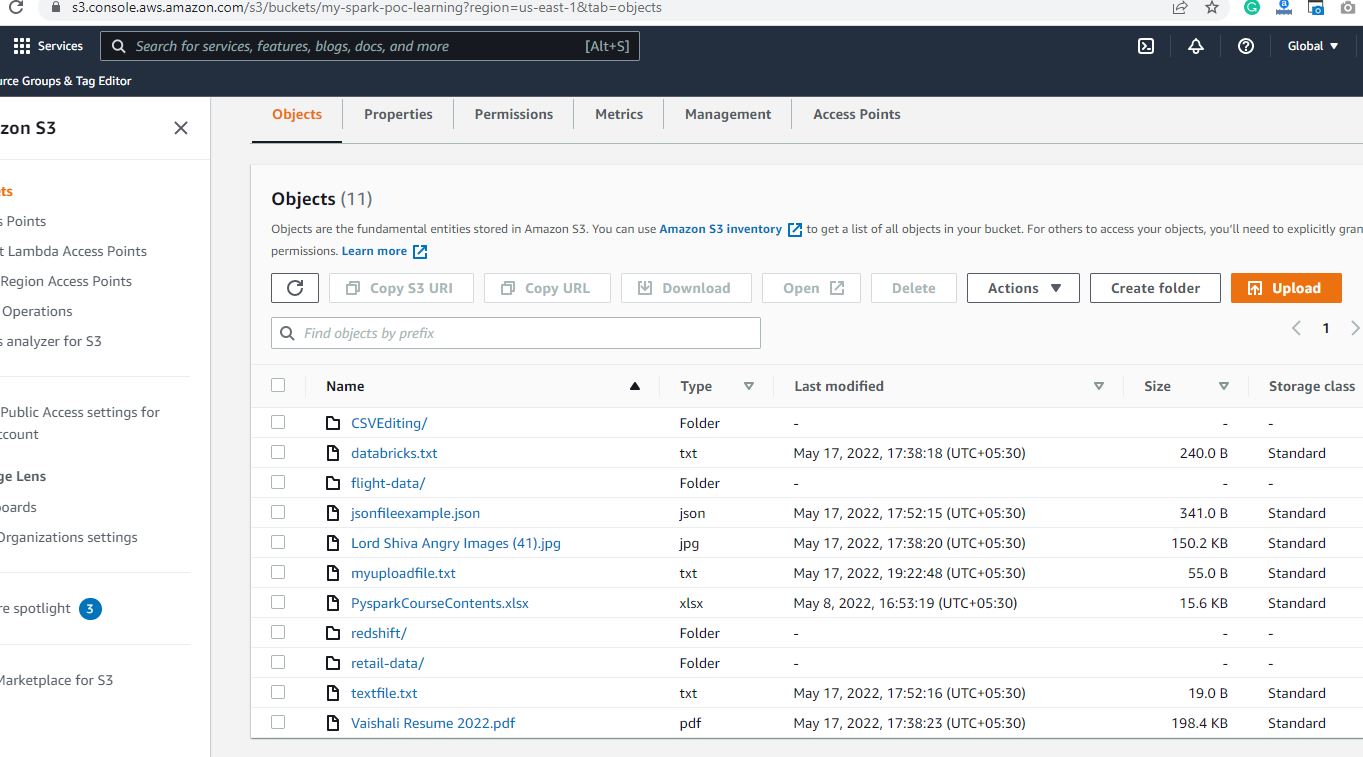 s3.console.aws.amazon.com/s3/buckets/my-spark-poc-learning?region=us-east-1&tab=objects
Services Search for services, features, blogs, docs, and more [Alt+S] Global
urce Groups & Tag Editor
zon S3
ts
s Points
t Lambda Access Points
Region Access Points
Operations
s analyzer for S3
Public Access settings for
ccount
ge Lens
oards
Organizations settings
re spotlight 3
Marketplace for S3
Objects Properties Permissions Metrics Management Access Points
Objects (11)
Objects are the fundamental entities stored in Amazon S3. You can use Amazon S3 inventory to get a list of all objects in your bucket. For others to access your objects, you'll need to explicitly gran
permissions. Learn more
Copy S3 URI Copy URL Download Open Delete Actions Create folder Upload
Find objects by prefix 1
Name Type Last modified Size Storage class
CSVEditing/ Folder - - -
databricks.txt txt May 17, 2022, 17:38:18 (UTC+05:30) 240.0 B Standard
flight-data/ Folder - - -
jsonfileexample.json json May 17, 2022, 17:52:15 (UTC+05:30) 341.0 B Standard
Lord Shiva Angry Images (41).jpg jpg May 17, 2022, 17:38:20 (UTC+05:30) 150.2 KB Standard
myuploadfile.txt txt May 17, 2022, 19:22:48 (UTC+05:30) 55.0 B Standard
PysparkCourseContents.xlsx xlsx May 8, 2022, 16:53:19 (UTC+05:30) 15.6 KB Standard
redshift/ Folder - - -
retail-data/ Folder - - -
textfile.txt txt May 17, 2022, 17:52:16 (UTC+05:30) 19.0 B Standard
Vaishali Resume 2022.pdf pdf May 17, 2022, 17:38:23 (UTC+05:30) 198.4 KB Standard